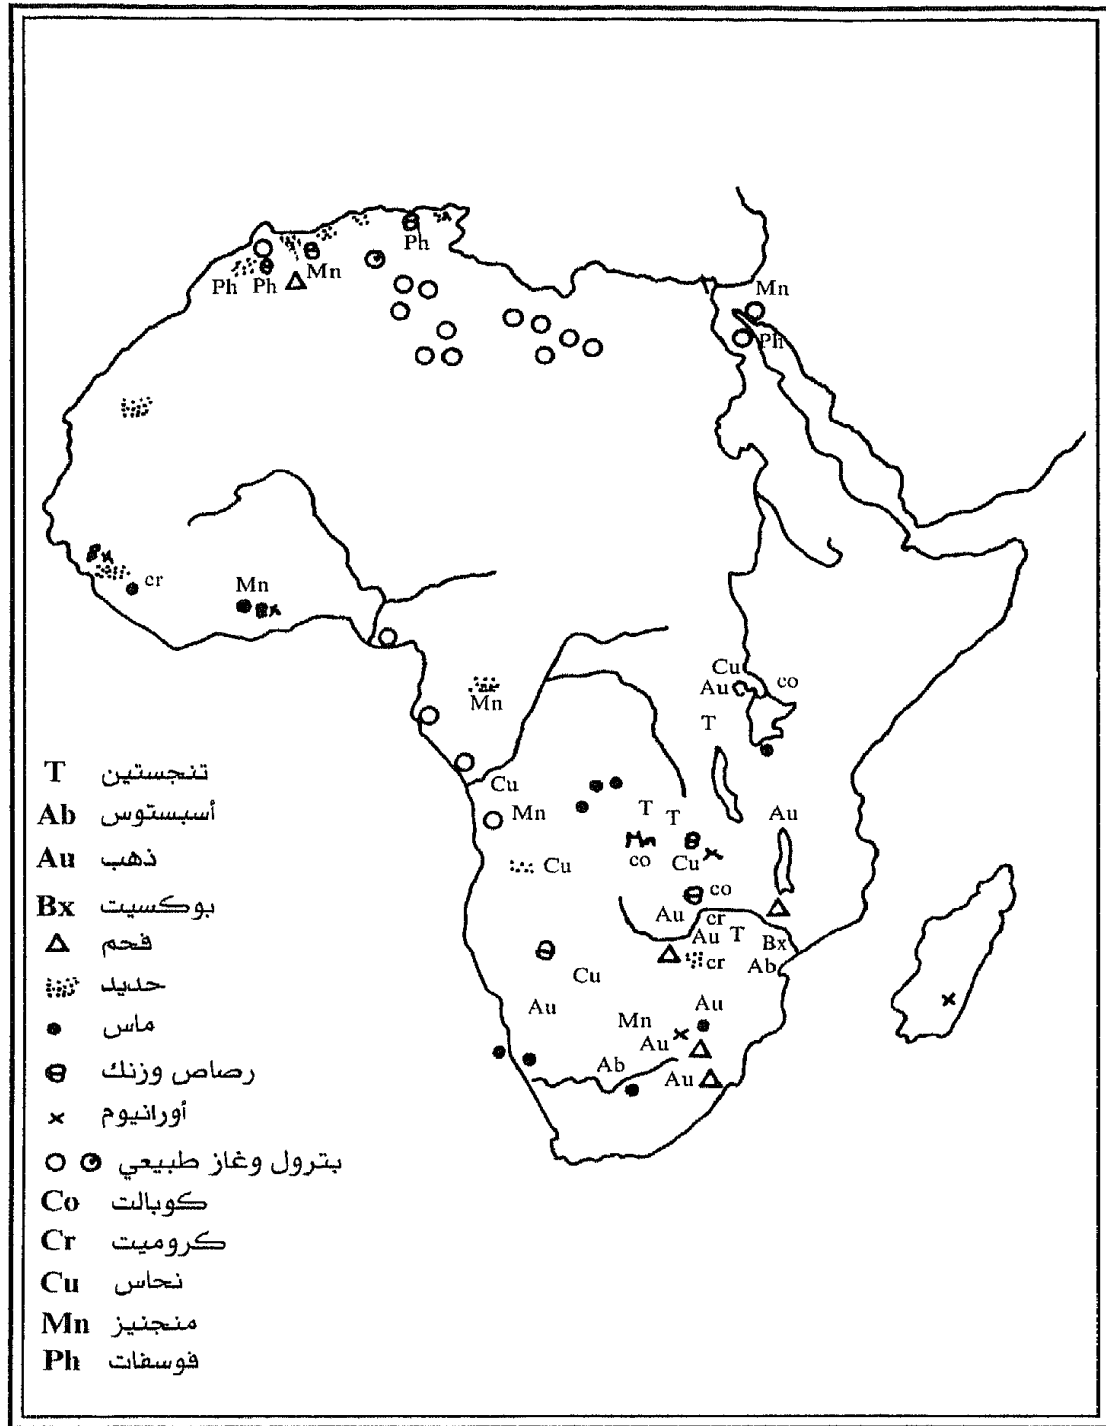 Mn
Ph
Ph Ph Mn
Ph
cr
Mn
x
Mn
Cu
Au co
T
Cu
Mn
T T
Au
Mn
co
Cu
Cu
co
Au cr
Au T Bx
cr Ab
Cu
Au
Au
Mn
Au
Ab
Au
T تنجستين
Ab أسبستوس
Au ذهب
Bx بوكسيت
فحم
حديد
ماس
رصاص وزنك
أورانيوم
بترول وغاز طبيعي
Co كوبالت
Cr كروميت
Cu نحاس
Mn منجنيز
Ph فوسفات